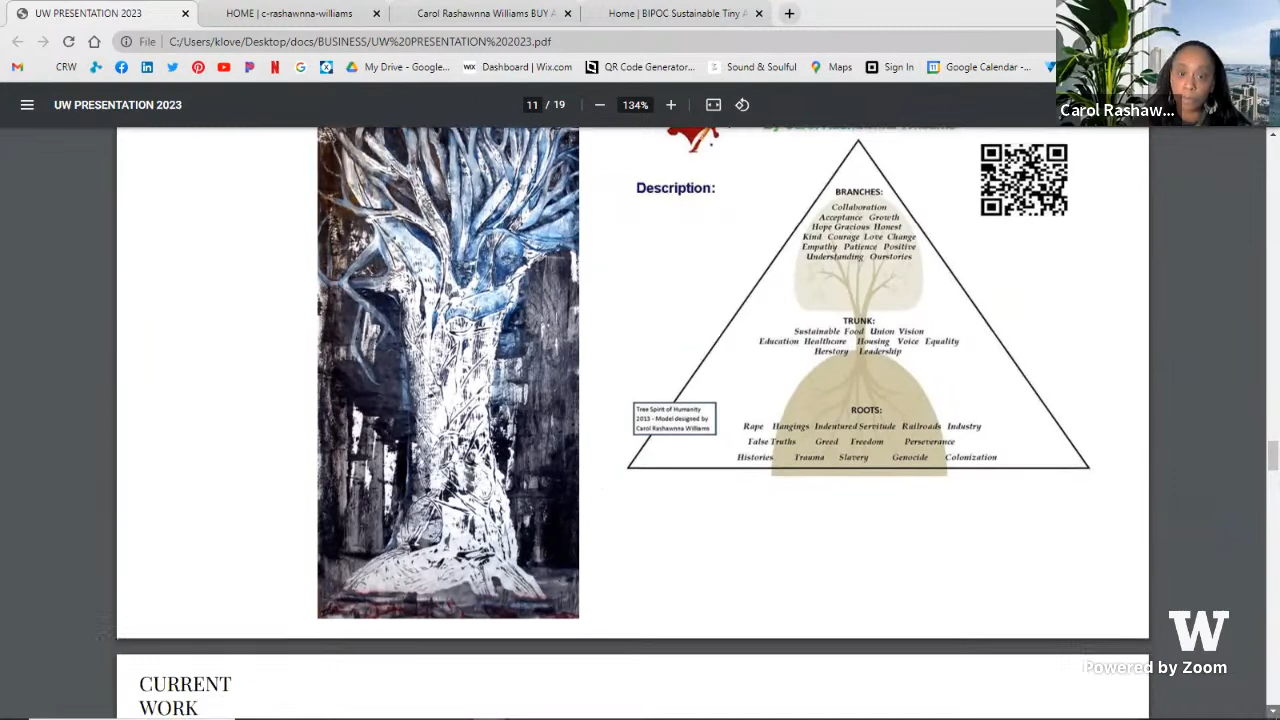 UW PRESENTATION 2023
HOME | c-rashawnna-williams
Carol Rashawnna Williams BUY A
Home | BIPOC Sustainable Tiny A
File
C:/Users/klove/Desktop/docs/BUSINESS/UW%20PRESENTATION%202023.pdf
CRW
My Drive - Google...
WIX
Dashboard | Wix.com
QR Code Generator...
Sound & Soulful
Maps
Sign In
Google Calendar -...
Carol Rashaw...
UW PRESENTATION 2023
11 / 19
134%
Description:
BRANCHES:
Collaboration
Acceptance Growth
Hope Gracious Honest
Kind Courage Love Change
Empathy Patience Positive
Understanding Ourstories
TRUNK:
Sustainable Food Union Vision
Education Healthcare Housing Voice Equality
Herstory Leadership
Tree Spirit of Humanity
2013 - Model designed by
Carol Rashawnna Williams
ROOTS:
Rape Hangings Indentured Servitude Railroads Industry
False Truths Greed Freedom Perseverance
Histories Trauma Slavery Genocide Colonization
CURRENT
WORK
W
Powered by Zoom